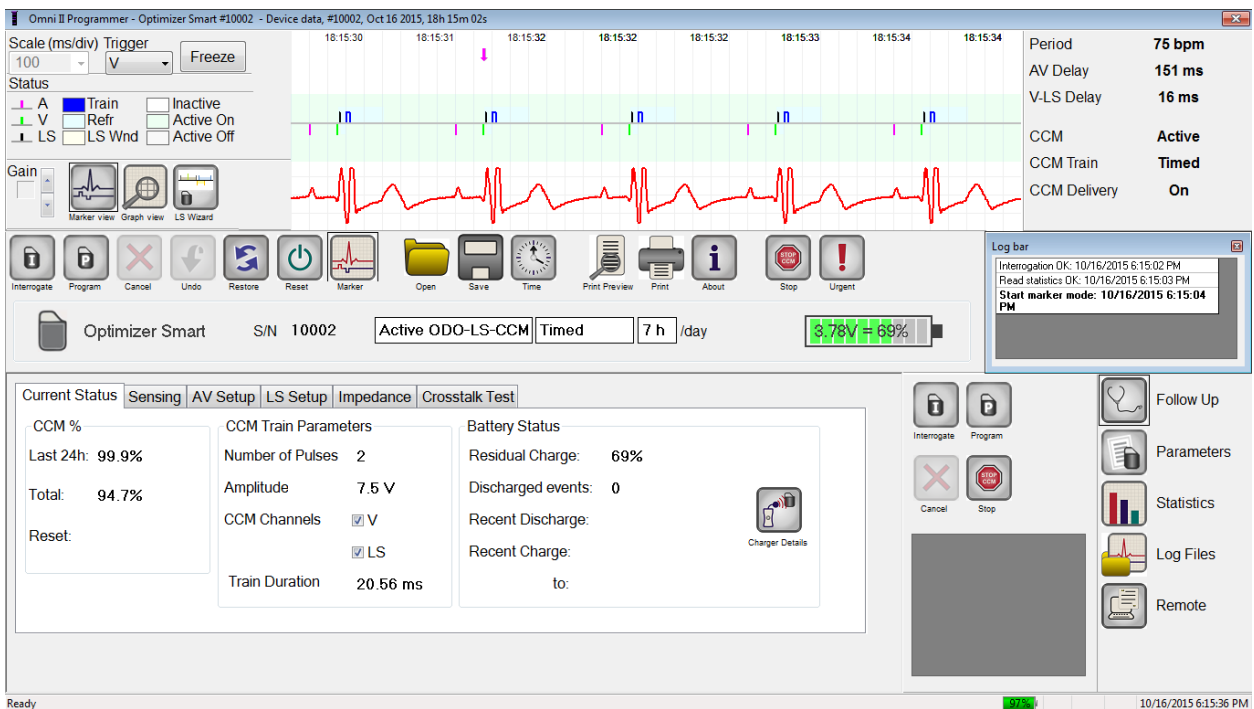 Omni II Programmer - Optimizer Smart #10002 - Device data, #10002, Oct 16 2015, 18h 15m 02s
Scale (ms/div) Trigger
100 V Freeze
Status
A Train Inactive
V Refr Active On
LS LS Wnd Active Off
Gain
Marker view Graph view LS Wizard
18:15:30 18:15:31 18:15:32 18:15:32 18:15:32 18:15:33 18:15:34 18:15:34
Period 75 bpm
AV Delay 151 ms
V-LS Delay 16 ms
CCM Active
CCM Train Timed
CCM Delivery On
I P STOP CCM !
Interrogate Program Cancel Undo Restore Reset Marker Open Save Time Print Preview Print About Stop Urgent
Log bar
Interrogation OK: 10/16/2015 6:15:02 PM
Read statistics OK: 10/16/2015 6:15:03 PM
Start marker mode: 10/16/2015 6:15:04
PM
Optimizer Smart S/N 10002 Active ODO-LS-CCM Timed 7 h /day 3.78V = 69%
Current Status Sensing AV Setup LS Setup Impedance Crosstalk Test
CCM %
Last 24h: 99.9%
Total: 94.7%
Reset:
CCM Train Parameters
Number of Pulses 2
Amplitude 7.5 V
CCM Channels V
LS
Train Duration 20.56 ms
Battery Status
Residual Charge: 69%
Discharged events: 0
Recent Discharge:
Recent Charge:
to:
Charger Details
I P
Interrogate Program
STOP CCM
Cancel Stop
Follow Up
Parameters
Statistics
Log Files
Remote
Ready 97% 10/16/2015 6:15:36 PM